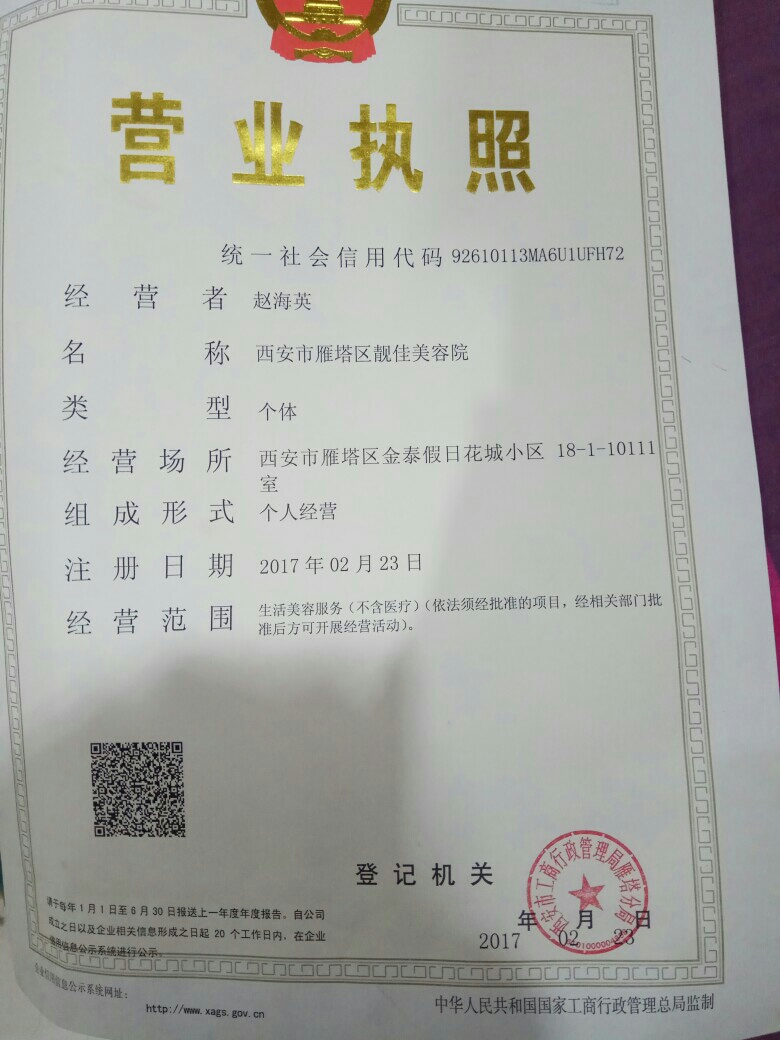 营业执照
统一社会信用代码 92610113MA6U1UFH72
经营者 赵海英
名称 西安市雁塔区靓佳美容院
类型 个体
经营场所 西安市雁塔区金泰假日花城小区 18-1-10111
室
组成形式 个人经营
注册日期 2017年02月23日
经营范围 生活美容服务(不含医疗)(依法须经批准的项目,经相关部门批
准后方可开展经营活动)。
登记机关
西安市工商行政管理局雁塔分局
年 月 日
2017 02 23
请于每年1月1日至6月30日报送上一年度年度报告。自公司
成立之日以及企业相关信息形成之日起20个工作日内,在企业
信用信息公示系统进行公示。
企业信用信息公示系统网址:
http://www.xags.gov.cn
中华人民共和国国家工商行政管理总局监制